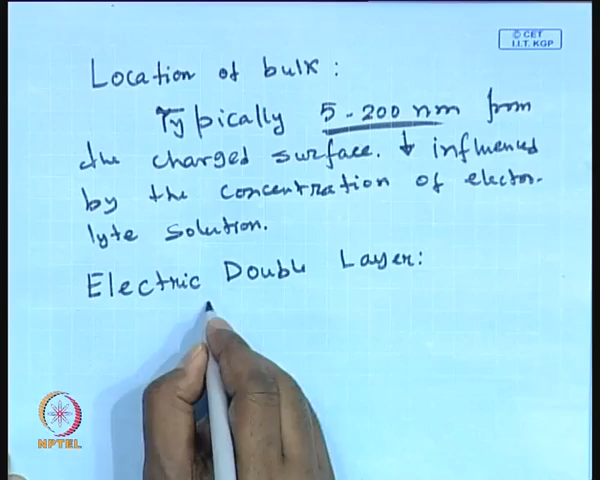 © CET
I.I.T. KGP
Location of bulk :
Typically 5-200 nm from
the charged surface. ↓ influenced
by the concentration of electro-
lyte solution.
Electric Double Layer:
NPTEL